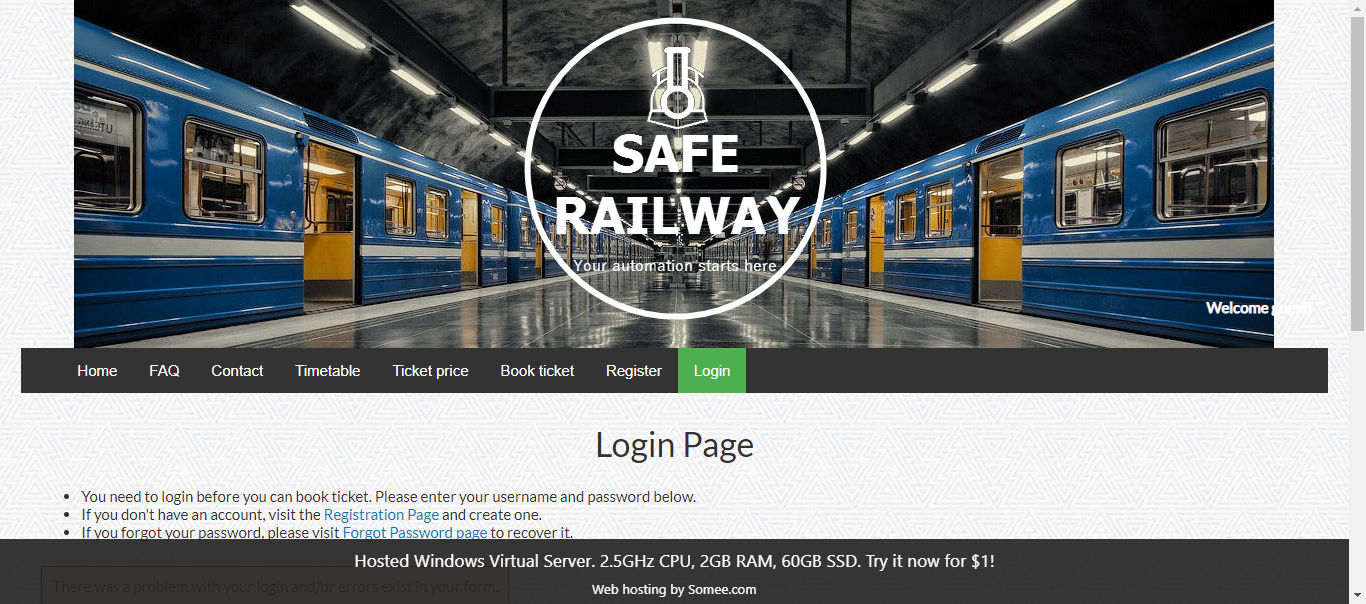 SAFE
RAILWAY
Your automation starts here
Welcome guest!
Home FAQ Contact Timetable Ticket price Book ticket Register Login
Login Page
You need to login before you can book ticket. Please enter your username and password below.
If you don't have an account, visit the Registration Page and create one.
If you forgot your password, please visit Forgot Password page to recover it.
Hosted Windows Virtual Server. 2.5GHz CPU, 2GB RAM, 60GB SSD. Try it now for $1!
There was a problem with your login and/or errors exist in your form.
Web hosting by Somee.com